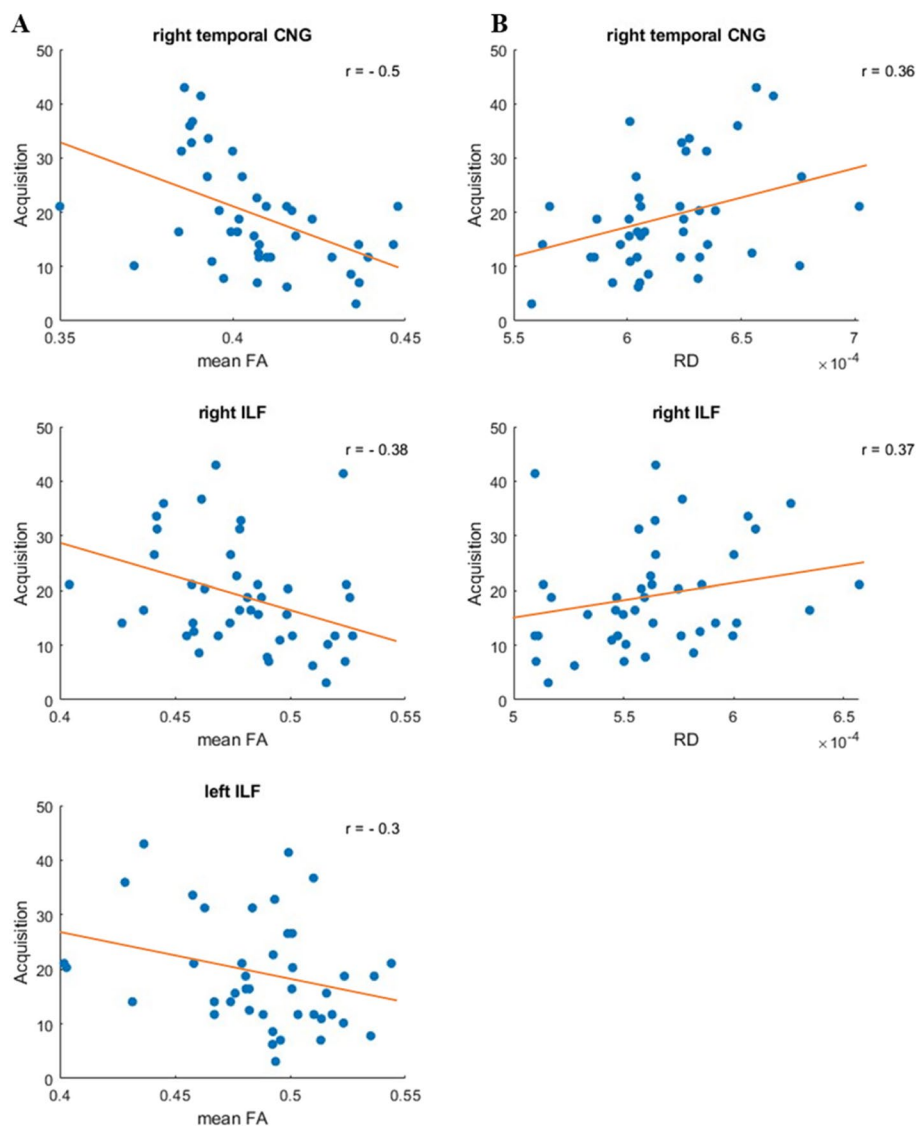 A
right temporal CNG
r = - 0.5
50
40
30
20
10
0
Acquisition
0.35 0.4 0.45
mean FA
B
right temporal CNG
r = 0.36
50
40
30
20
10
0
Acquisition
5.5 6 6.5 7
RD
×10-4
right ILF
r = - 0.38
50
40
30
20
10
0
Acquisition
0.4 0.45 0.5 0.55
mean FA
right ILF
r = 0.37
50
40
30
20
10
0
Acquisition
5 5.5 6 6.5
RD
×10-4
left ILF
r = - 0.3
50
40
30
20
10
0
Acquisition
0.4 0.45 0.5 0.55
mean FA